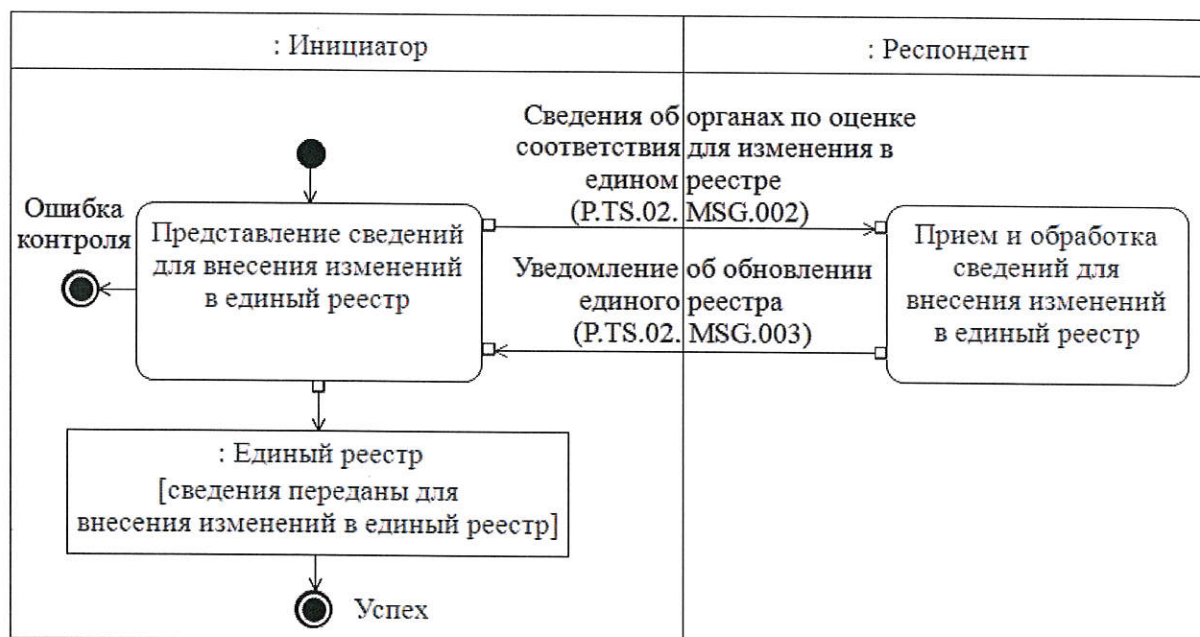 : Инициатор
: Респондент
Сведения об органах по оценке
соответствия для изменения в
едином реестре
(P.TS.02. MSG.002)
Ошибка
контроля
Представление сведений
для внесения изменений
в единый реестр
Прием и обработка
сведений для
внесения изменений
в единый реестр
Уведомление об обновлении
единого реестра
(P.TS.02. MSG.003)
: Единый реестр
[сведения переданы для
внесения изменений в единый реестр]
Успех